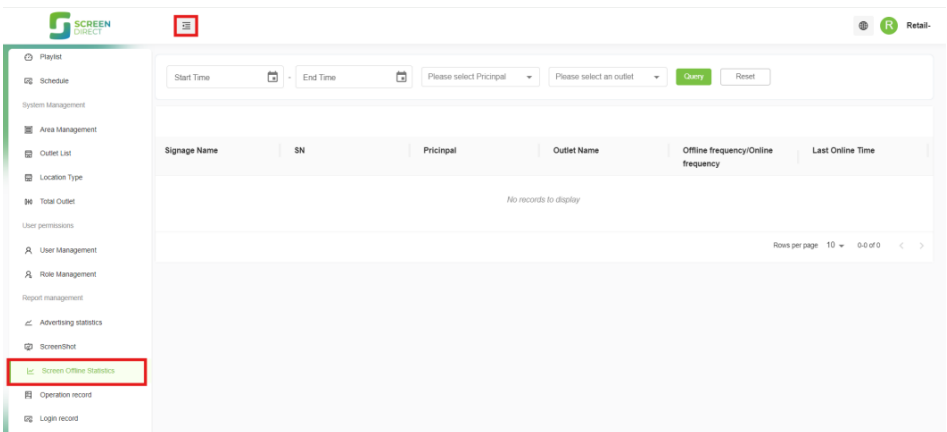 SCREEN
DIRECT
R Retail-
Playlist
Schedule
System Management
Area Management
Outlet List
Location Type
Total Outlet
User permissions
User Management
Role Management
Report management
Advertising statistics
ScreenShot
Screen Offline Statistics
Operation record
Login record
Start Time - End Time Please select Pricinpal Please select an outlet Query Reset
Signage Name SN Pricinpal Outlet Name Offline frequency/Online Last Online Time
frequency
No records to display
Rows per page 10 0-0 of 0 < >